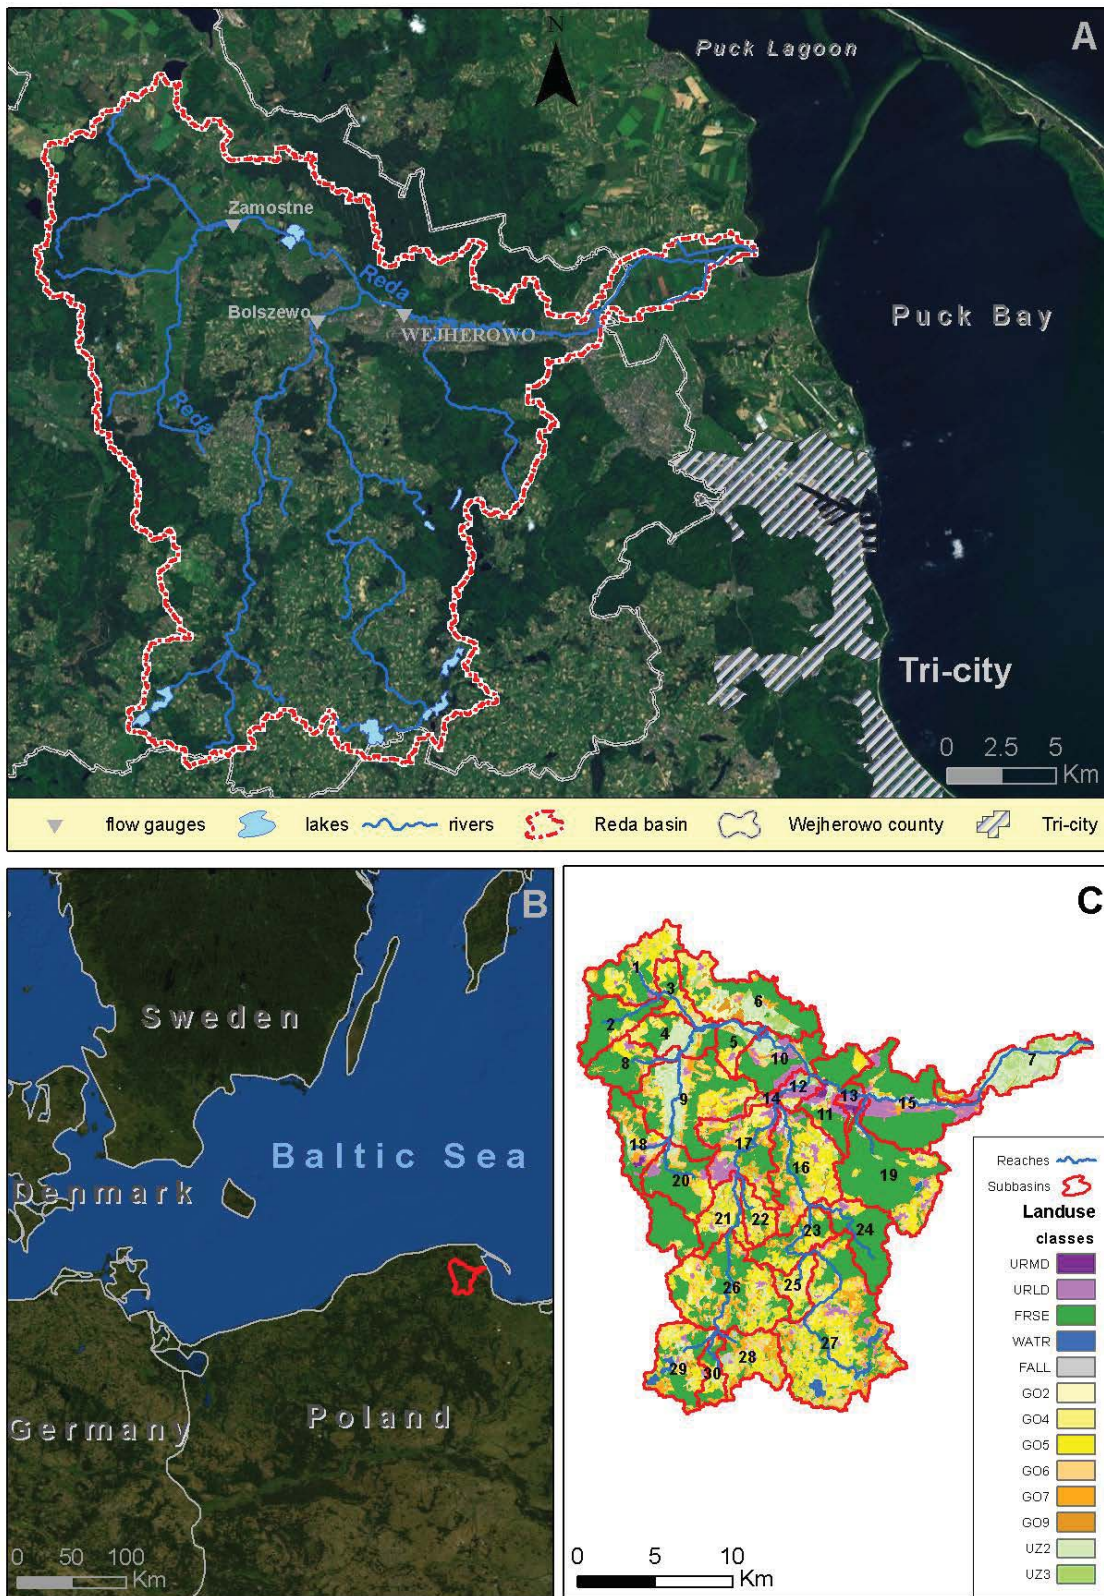 N
Puck Lagoon
A
Zamostne
Reda
Bolszewo
WEJHEROWO
Puck Bay
Reda
Tri-city
0 2.5 5
Km
flow gauges
lakes
rivers
Reda basin
Wejherowo county
Tri-city
B
Sweden
Baltic Sea
Denmark
Germany
Poland
0 50 100
Km
C
1
3
2
6
4
5
7
8
10
9
12
13
14
15
11
18
17
16
20
19
21
22
23
24
26
25
27
28
29
30
Reaches
Subbasins
Landuse
classes
URMD
URLD
FRSE
WATR
FALL
GO2
GO4
GO5
GO6
GO7
GO9
UZ2
UZ3
0 5 10
Km